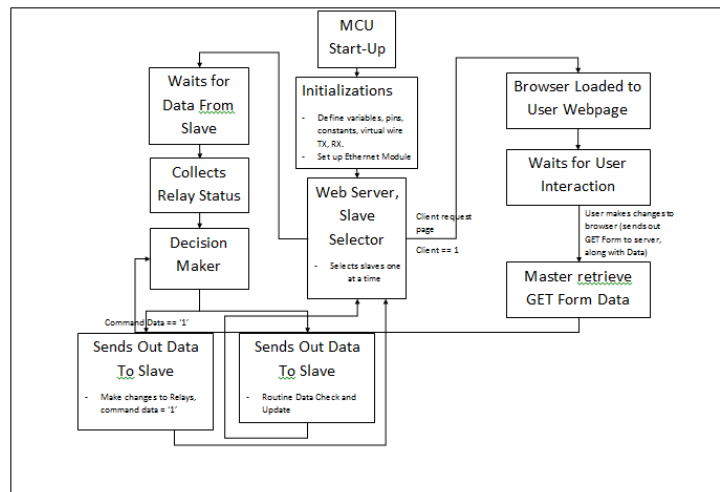 MCU
Start-Up
Waits for
Data From
Slave
Initializations
- Define variables, pins,
constants, virtual wire
TX, RX.
- Set up Ethernet Module
Browser Loaded to
User Webpage
Collects
Relay Status
Waits for User
Interaction
Web Server,
Slave
Selector
- Selects slaves one
at a time
Client request
page
Client == 1
User makes changes to
browser (sends out
GET Form to server,
along with Data)
Decision
Maker
Master retrieve
GET Form Data
Command Data == '1'
Sends Out Data
To Slave
- Make changes to Relays,
command data = '1'
Sends Out Data
To Slave
- Routine Data Check and
Update